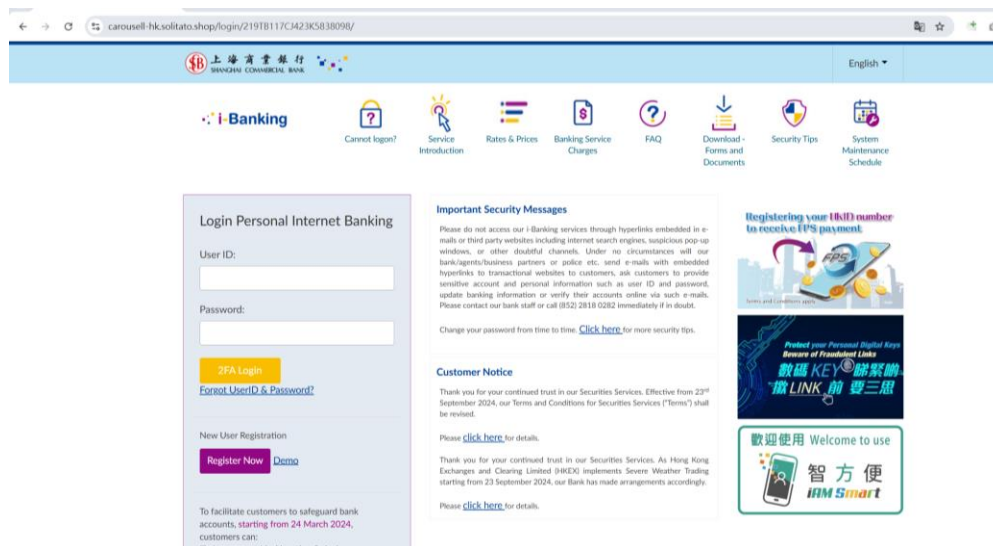 carousell-hk.solitato.shop/login/219TB117CJ423K5838098/
上海商業銀行
SHANGHAI COMMERCIAL BANK
English
i-Banking
Cannot logon?
Service
Introduction
Rates & Prices
Banking Service
Charges
FAQ
Download -
Forms and
Documents
Security Tips
System
Maintenance
Schedule
Login Personal Internet Banking
User ID:
Password:
2FA Login
Forgot UserID & Password?
New User Registration
Register Now Demo
To facilitate customers to safeguard bank
accounts, starting from 24 March 2024,
customers can:
Important Security Messages
Please do not access our i-Banking services through hyperlinks embedded in e-
mails or third party websites including internet search engines, suspicious pop-up
windows, or other doubtful channels. Under no circumstances will our
bank/agents/business partners or police etc. send e-mails with embedded
hyperlinks to transactional websites to customers, ask customers to provide
sensitive account and personal information such as user ID and password,
update banking information or verify their accounts online via such e-mails.
Please contact our bank staff or call (852) 2818 0282 immediately if in doubt.
Change your password from time to time. Click here for more security tips.
Customer Notice
Thank you for your continued trust in our Securities Services. Effective from 23rd
September 2024, our Terms and Conditions for Securities Services ("Terms") shall
be revised.
Please click here for details.
Thank you for your continued trust in our Securities Services. As Hong Kong
Exchanges and Clearing Limited (HKEX) implements Severe Weather Trading
starting from 23 September 2024, our Bank has made arrangements accordingly.
Please click here for details.
Registering your HKID number
to receive FPS payment
FPS
Terms and Conditions apply
Protect your Personal Digital Keys
Beware of Fraudulent Links
數碼 KEY 睇緊啲
撳 LINK 前 要三思
歡迎使用 Welcome to use
智方便
iAM Smart